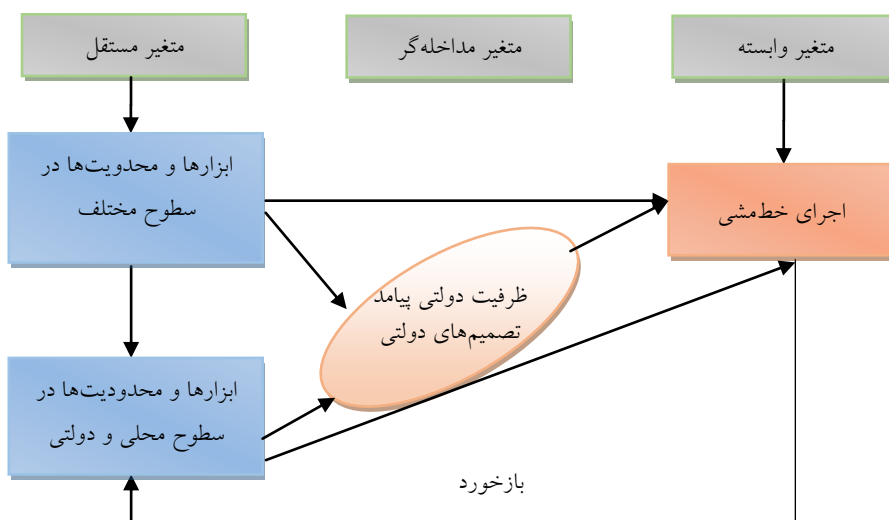 متغیر مستقل
متغیر مداخله‌گر
متغیر وابسته
ابزارها و محدویت‌ها در
سطوح مختلف
اجرای خط‌مشی
ظرفیت دولتی پیامد
تصمیم‌های دولتی
ابزارها و محدودیت‌ها در
سطوح محلی و دولتی
بازخورد